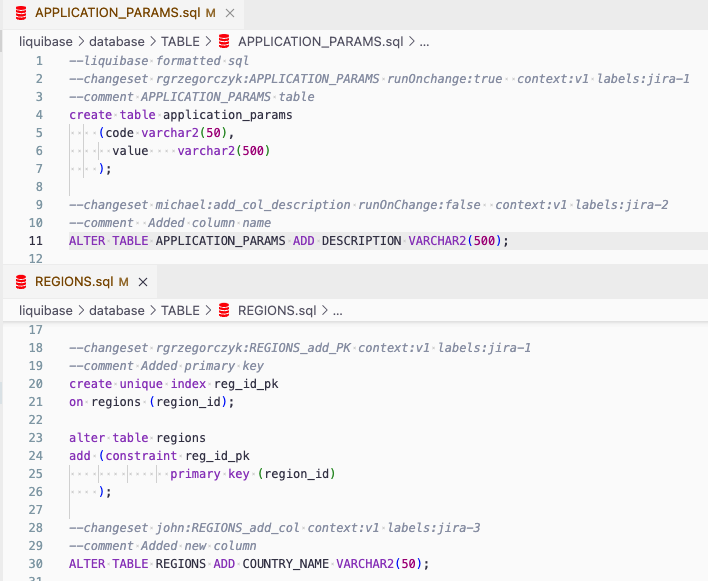 APPLICATION_PARAMS.sql M
liquibase > database > TABLE > APPLICATION_PARAMS.sql > ...
1 --liquibase formatted sql
2 --changeset rgrzegorczyk:APPLICATION_PARAMS runOnchange:true  context:v1 labels:jira-1
3 --comment APPLICATION_PARAMS table
4 create table application_params
5     (code varchar2(50),
6       value    varchar2(500)
7     );
8
9 --changeset michael:add_col_description runOnChange:false  context:v1 labels:jira-2
10 --comment  Added column name
11 ALTER TABLE APPLICATION_PARAMS ADD DESCRIPTION VARCHAR2(500);
12
REGIONS.sql M
liquibase > database > TABLE > REGIONS.sql > ...
17
18 --changeset rgrzegorczyk:REGIONS_add_PK context:v1 labels:jira-1
19 --comment Added primary key
20 create unique index reg_id_pk
21 on regions (region_id);
22
23 alter table regions
24 add (constraint reg_id_pk
25               primary key (region_id)
26     );
27
28 --changeset john:REGIONS_add_col context:v1 labels:jira-3
29 --comment Added new column
30 ALTER TABLE REGIONS ADD COUNTRY_NAME VARCHAR2(50);
31